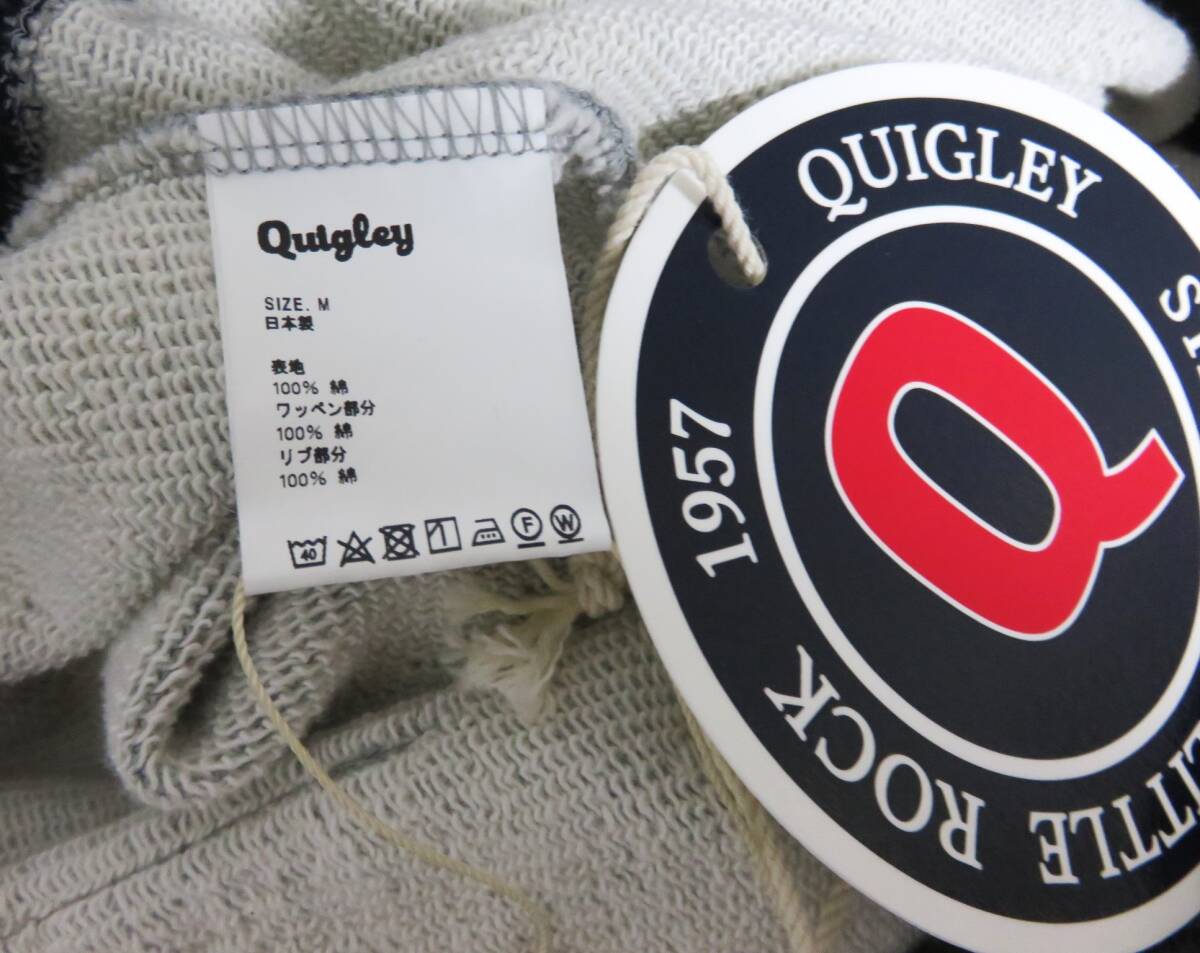 Quigley
SIZE. M
日本製
表地
100% 綿
ワッペン部分
100% 綿
リブ部分
100% 綿
40
1
F
W
QUIGLEY
1957
Q
ROCK